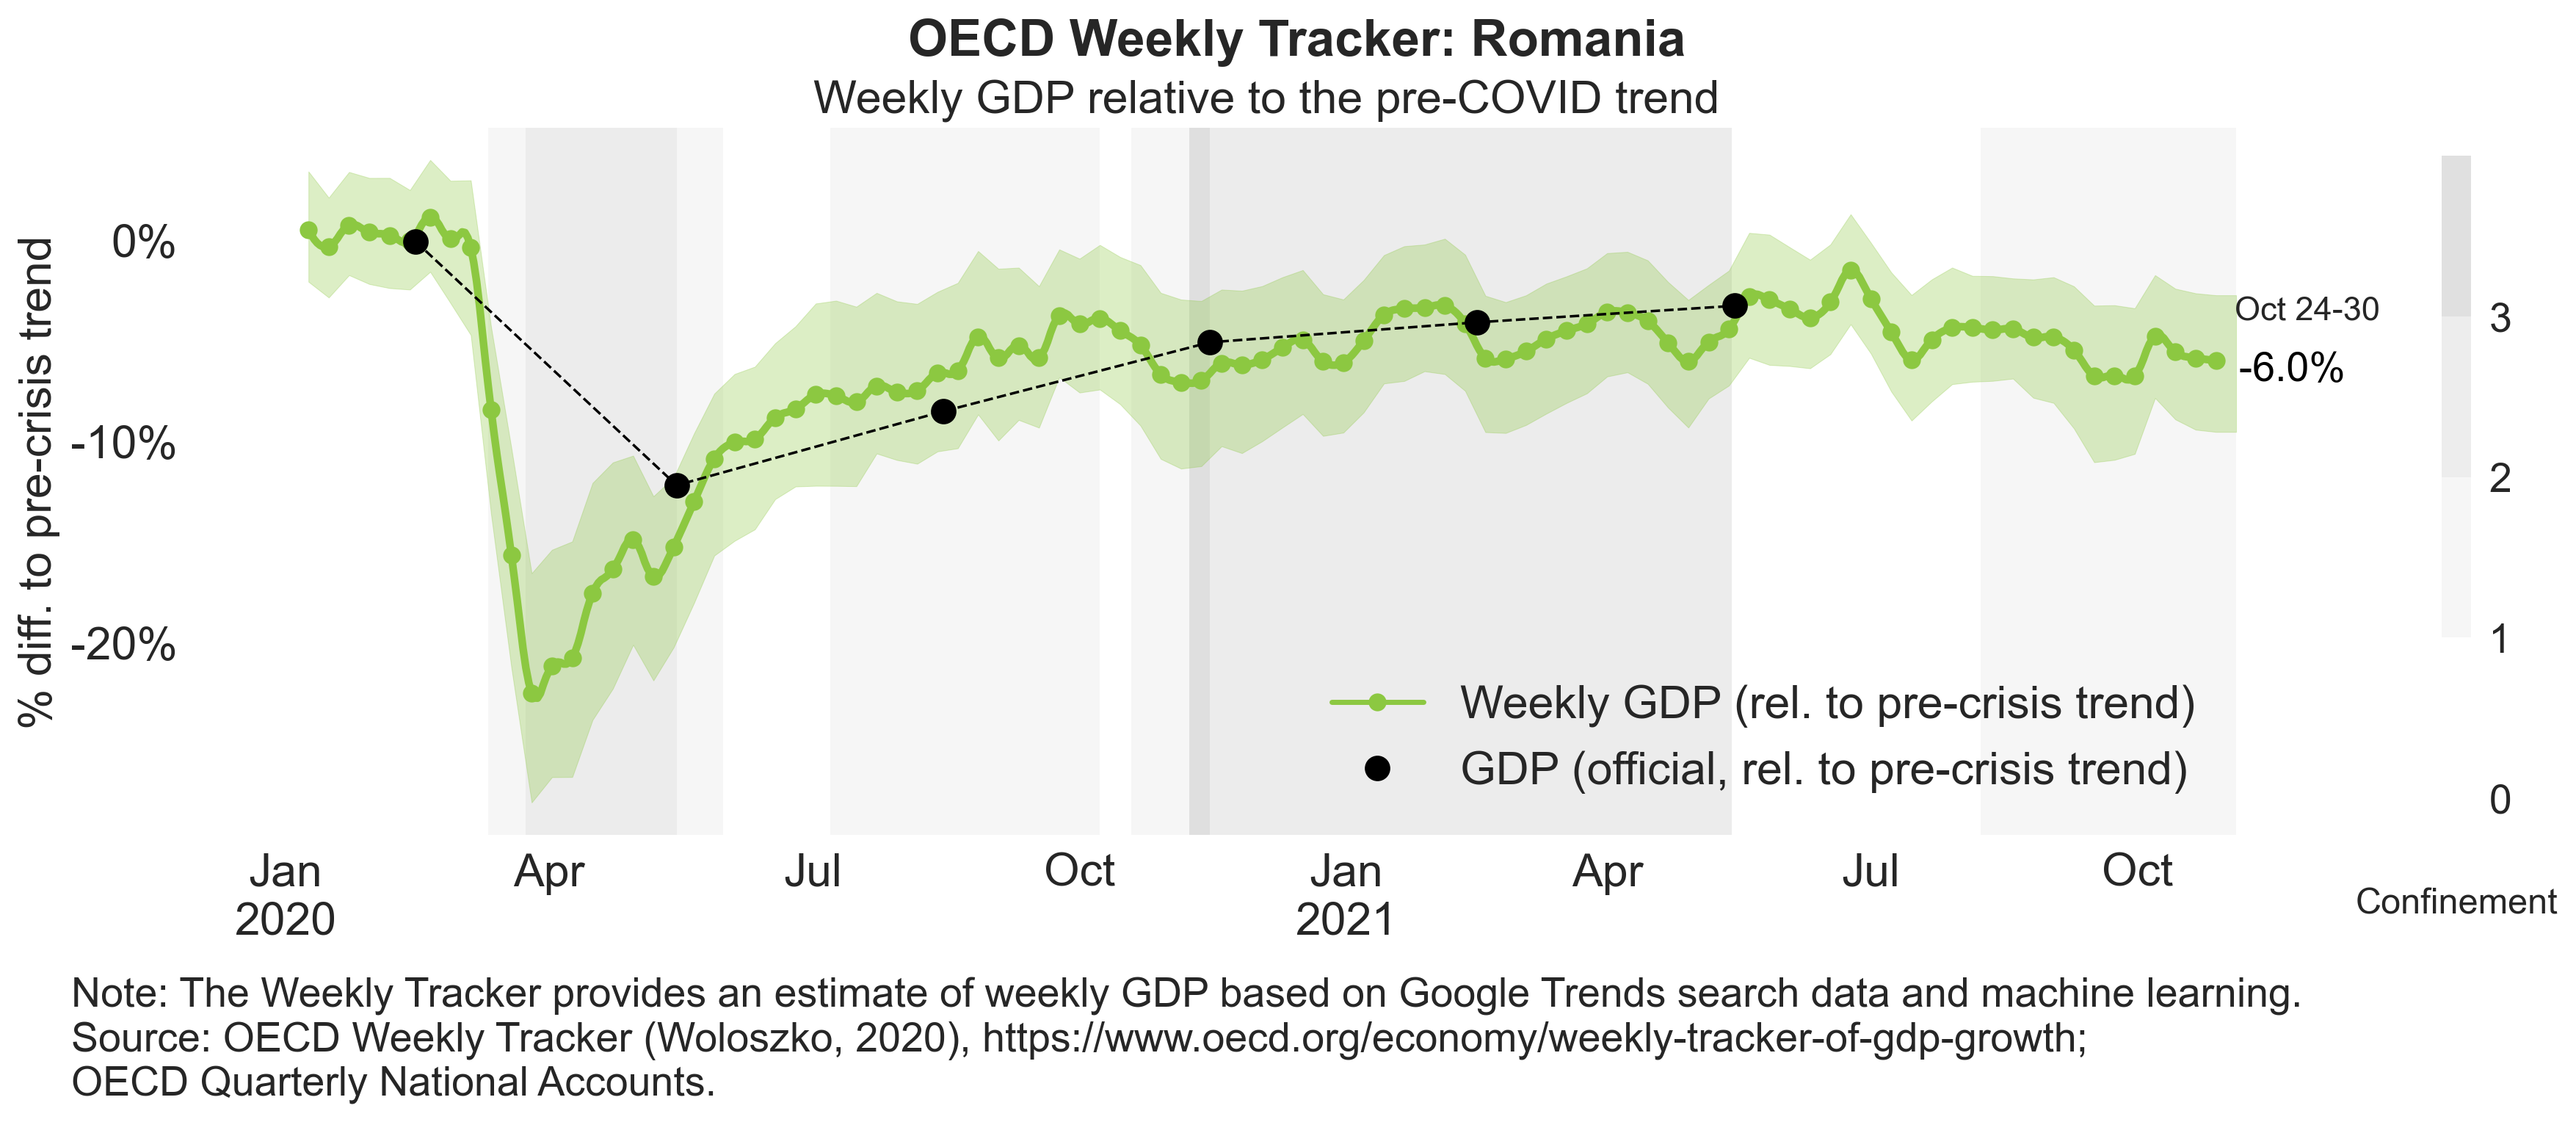 OECD Weekly Tracker: Romania
Weekly GDP relative to the pre-COVID trend
% diff. to pre-crisis trend
0%
-10%
-20%
Oct 24-30
-6.0%
3
2
1
0
Confinement
Weekly GDP (rel. to pre-crisis trend)
GDP (official, rel. to pre-crisis trend)
Jan Apr Jul Oct Jan Apr Jul Oct
2020 2021
Note: The Weekly Tracker provides an estimate of weekly GDP based on Google Trends search data and machine learning.
Source: OECD Weekly Tracker (Woloszko, 2020), https://www.oecd.org/economy/weekly-tracker-of-gdp-growth;
OECD Quarterly National Accounts.